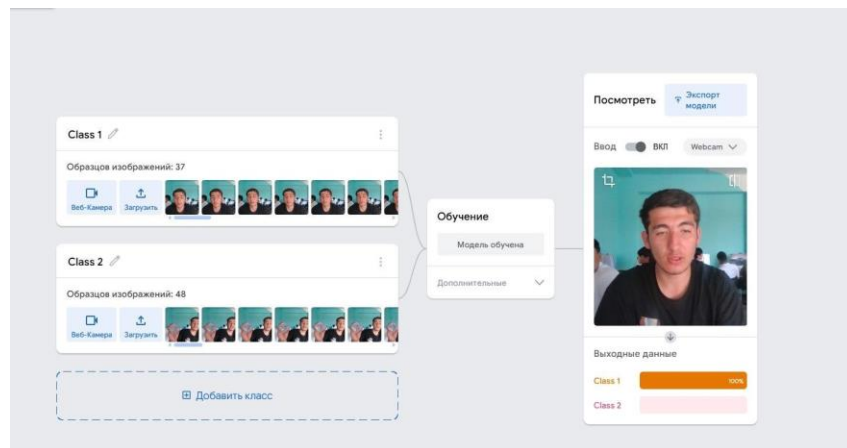 Class 1
Образцов изображений: 37
Веб-Камера
Загрузить
Class 2
Образцов изображений: 48
Веб-Камера
Загрузить
Добавить класс
Обучение
Модель обучена
Дополнительные
Посмотреть
Экспорт
модели
Ввод
ВКЛ
Webcam
Выходные данные
Class 1
100%
Class 2